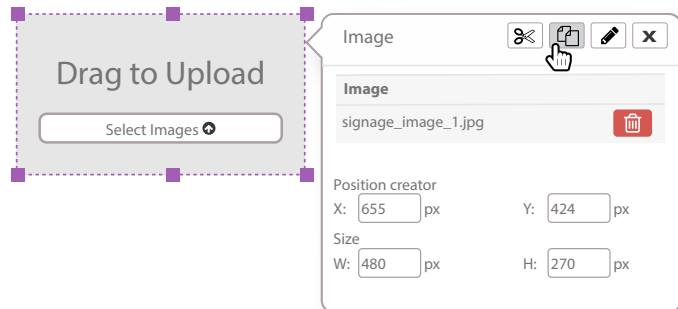 Drag to Upload
Select Images
Image
x
Image
signage_image_1.jpg
Position creator
X: 655 px Y: 424 px
Size
W: 480 px H: 270 px